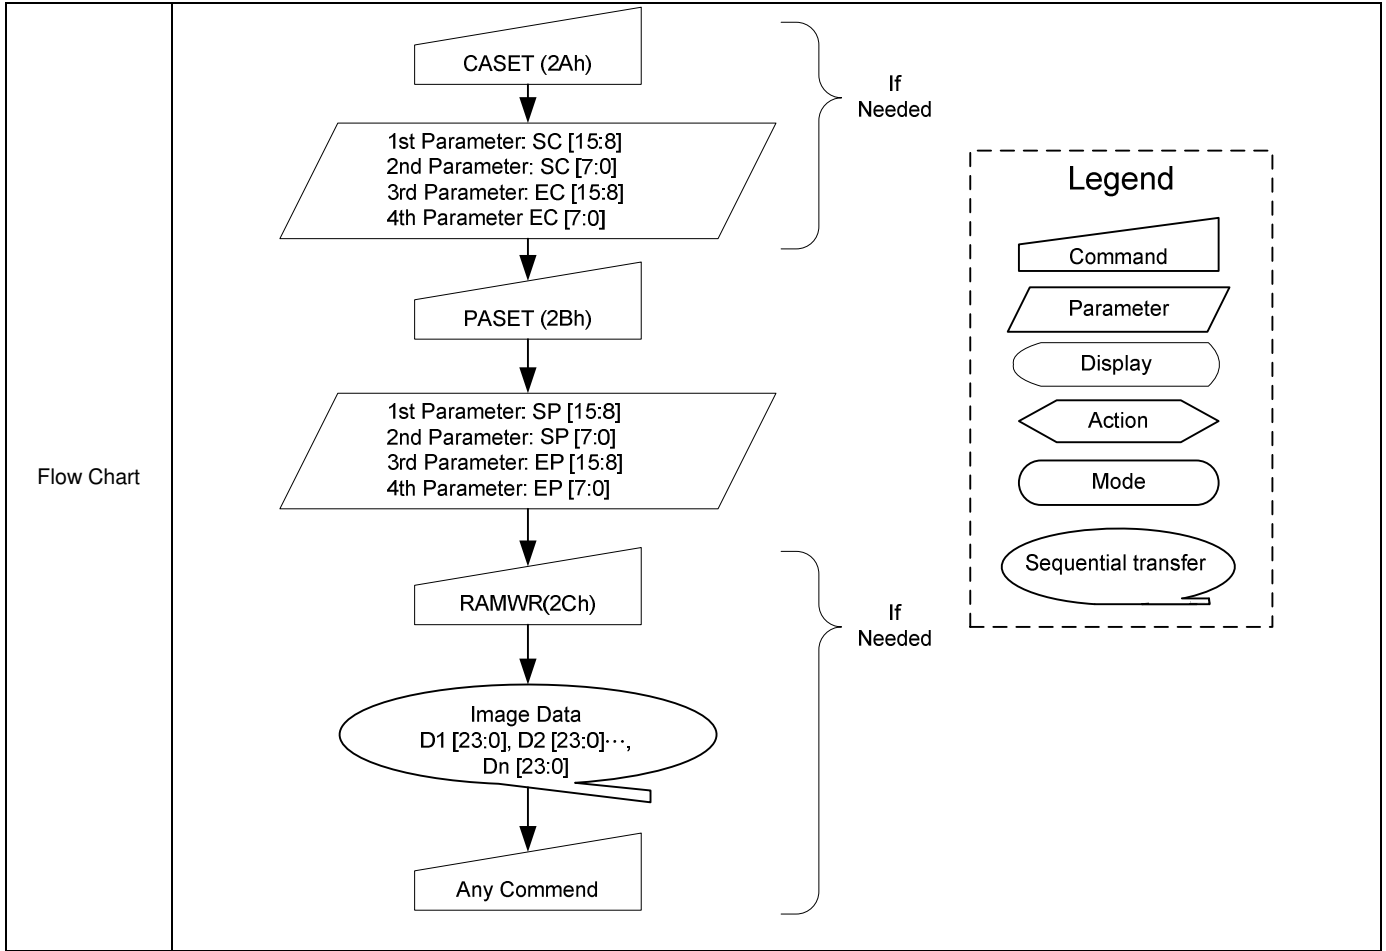 Flow Chart
CASET (2Ah)
1st Parameter: SC [15:8]
2nd Parameter: SC [7:0]
3rd Parameter: EC [15:8]
4th Parameter EC [7:0]
If
Needed
PASET (2Bh)
1st Parameter: SP [15:8]
2nd Parameter: SP [7:0]
3rd Parameter: EP [15:8]
4th Parameter: EP [7:0]
RAMWR(2Ch)
Image Data
D1 [23:0], D2 [23:0]⋯,
Dn [23:0]
Any Commend
If
Needed
Legend
Command
Parameter
Display
Action
Mode
Sequential transfer